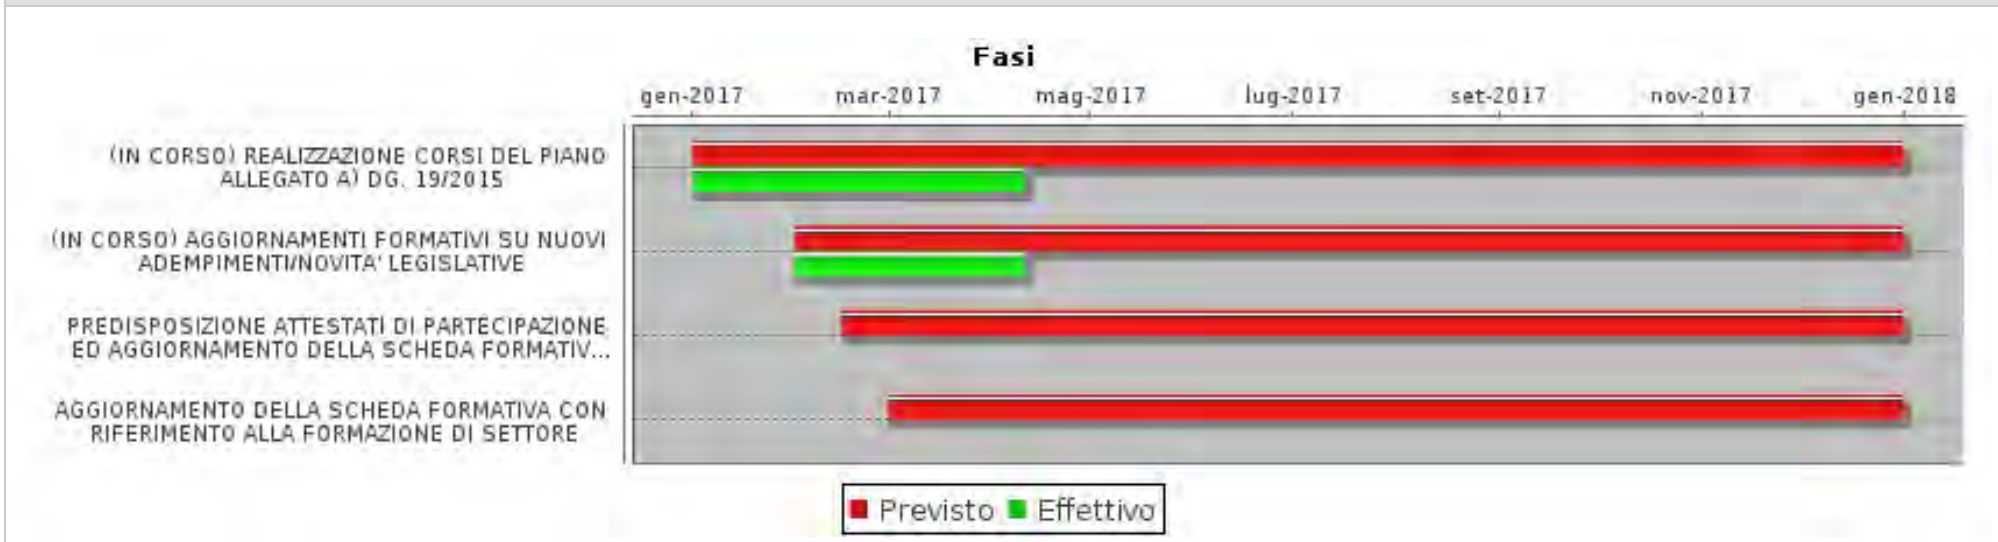 Fasi
gen-2017 mar-2017 mag-2017 lug-2017 set-2017 nov-2017 gen-2018
(IN CORSO) REALIZZAZIONE CORSI DEL PIANO
ALLEGATO A) DG. 19/2015
(IN CORSO) AGGIORNAMENTI FORMATIVI SU NUOVI
ADEMPIMENTI/NOVITA' LEGISLATIVE
PREDISPOSIZIONE ATTESTATI DI PARTECIPAZIONE
ED AGGIORNAMENTO DELLA SCHEDA FORMATIV...
AGGIORNAMENTO DELLA SCHEDA FORMATIVA CON
RIFERIMENTO ALLA FORMAZIONE DI SETTORE
Previsto Effettivo